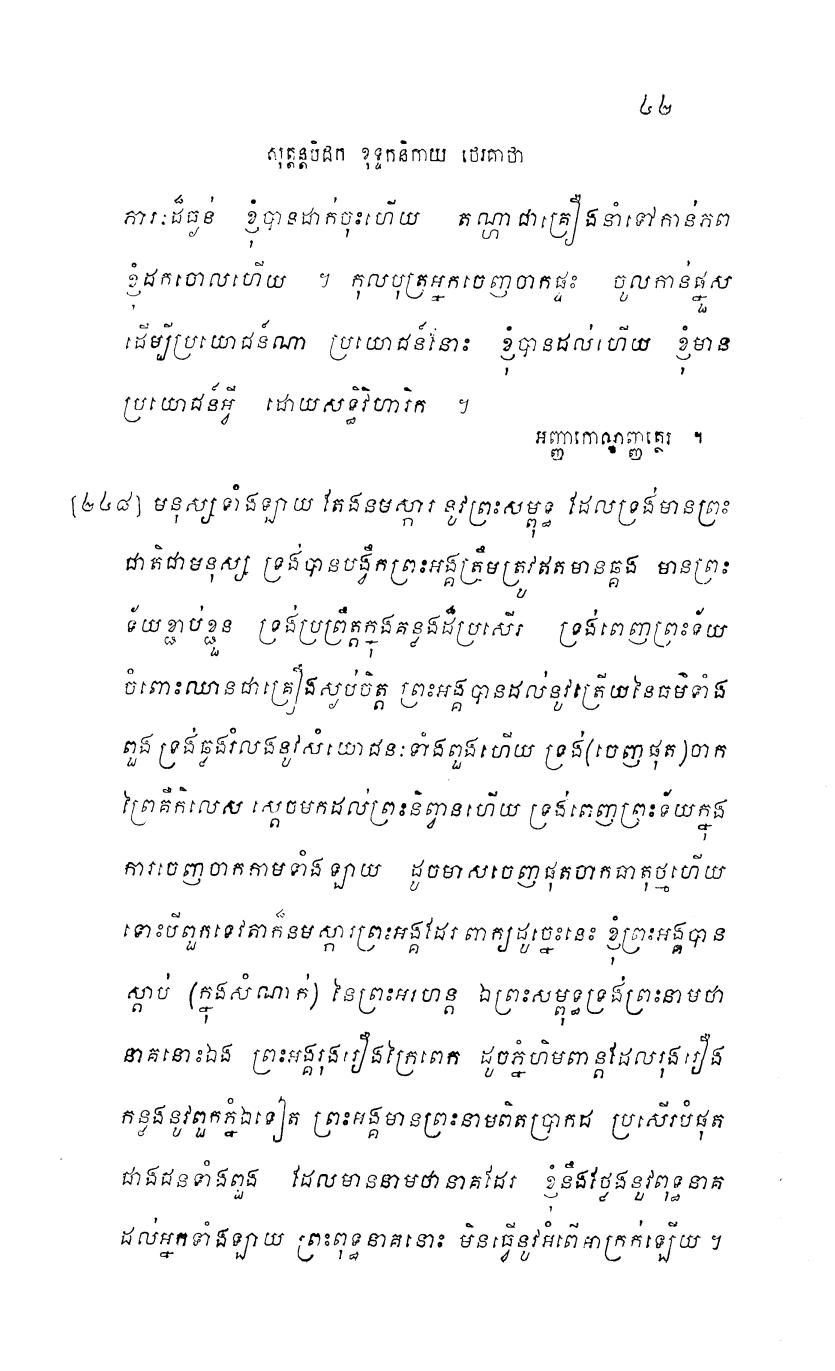 ៤២
សុត្តន្តបិដក ខុទ្ទកនិកាយ ថេរគាថា
ភារៈដ៏ធ្ងន់ ខ្ញុំបានដាក់ចុះហើយ តណ្ហាជាគ្រឿងនាំទៅកាន់ភព
ខ្ញុំដកចោលហើយ ។ កុលបុត្រអ្នកចេញចាកផ្ទះ ចូលកាន់ផ្នួស
ដើម្បីប្រយោជន៍ណា ប្រយោជន៍នោះ ខ្ញុំបានដល់ហើយ ខ្ញុំមាន
ប្រយោជន៍អ្វី ដោយសទ្ធិវិហារិក ។
អញ្ញាកោណ្ឌញ្ញត្ថេរ ។
[២៤៨] មនុស្សទាំងឡាយ តែងនមស្ការ នូវព្រះសម្ពុទ្ធ ដែលទ្រង់មានព្រះ
ជាតិជាមនុស្ស ទ្រង់បានបង្វឹកព្រះអង្គត្រឹមត្រូវឥតមានឆ្គង មានព្រះ
ទ័យខ្ជាប់ខ្ជួន ទ្រង់ប្រព្រឹត្តក្នុងគន្លងដ៏ប្រសើរ ទ្រង់ពេញព្រះទ័យ
ចំពោះឈានជាគ្រឿងស្ងប់ចិត្ត ព្រះអង្គបានដល់នូវត្រើយនៃធម៌ទាំង
ពួង ទ្រង់ឆ្លងរំលងនូវសំយោជនៈទាំងពួងហើយ ទ្រង់(ចេញផុត)ចាក
ព្រៃគឺកិលេស ស្តេចមកដល់ព្រះនិព្វានហើយ ទ្រង់ពេញព្រះទ័យក្នុង
ការចេញចាកកាមទាំងឡាយ ដូចមាសចេញផុតចាកធាតុថ្មហើយ
ទោះបីពួកទេវតាក៏នមស្ការព្រះអង្គដែរ ពាក្យដូច្នេះនេះ ខ្ញុំព្រះអង្គបាន
ស្តាប់ (ក្នុងសំណាក់) នៃព្រះអរហន្ត ឯព្រះសម្ពុទ្ធទ្រង់ព្រះនាមថា
នាគនោះឯង ព្រះអង្គរុងរឿងក្រៃពេក ដូចភ្នំហិមពាន្តដែលរុងរឿង
កន្លងនូវពួកភ្នំឯទៀត ព្រះអង្គមានព្រះនាមពិតប្រាកដ ប្រសើរបំផុត
ជាងជនទាំងពួង ដែលមាននាមថានាគដែរ ខ្ញុំនឹងថ្លែងនូវពុទ្ធនាគ
ដល់អ្នកទាំងឡាយ ព្រះពុទ្ធនាគនោះ មិនធ្វើនូវអំពើអាក្រក់ឡើយ ។